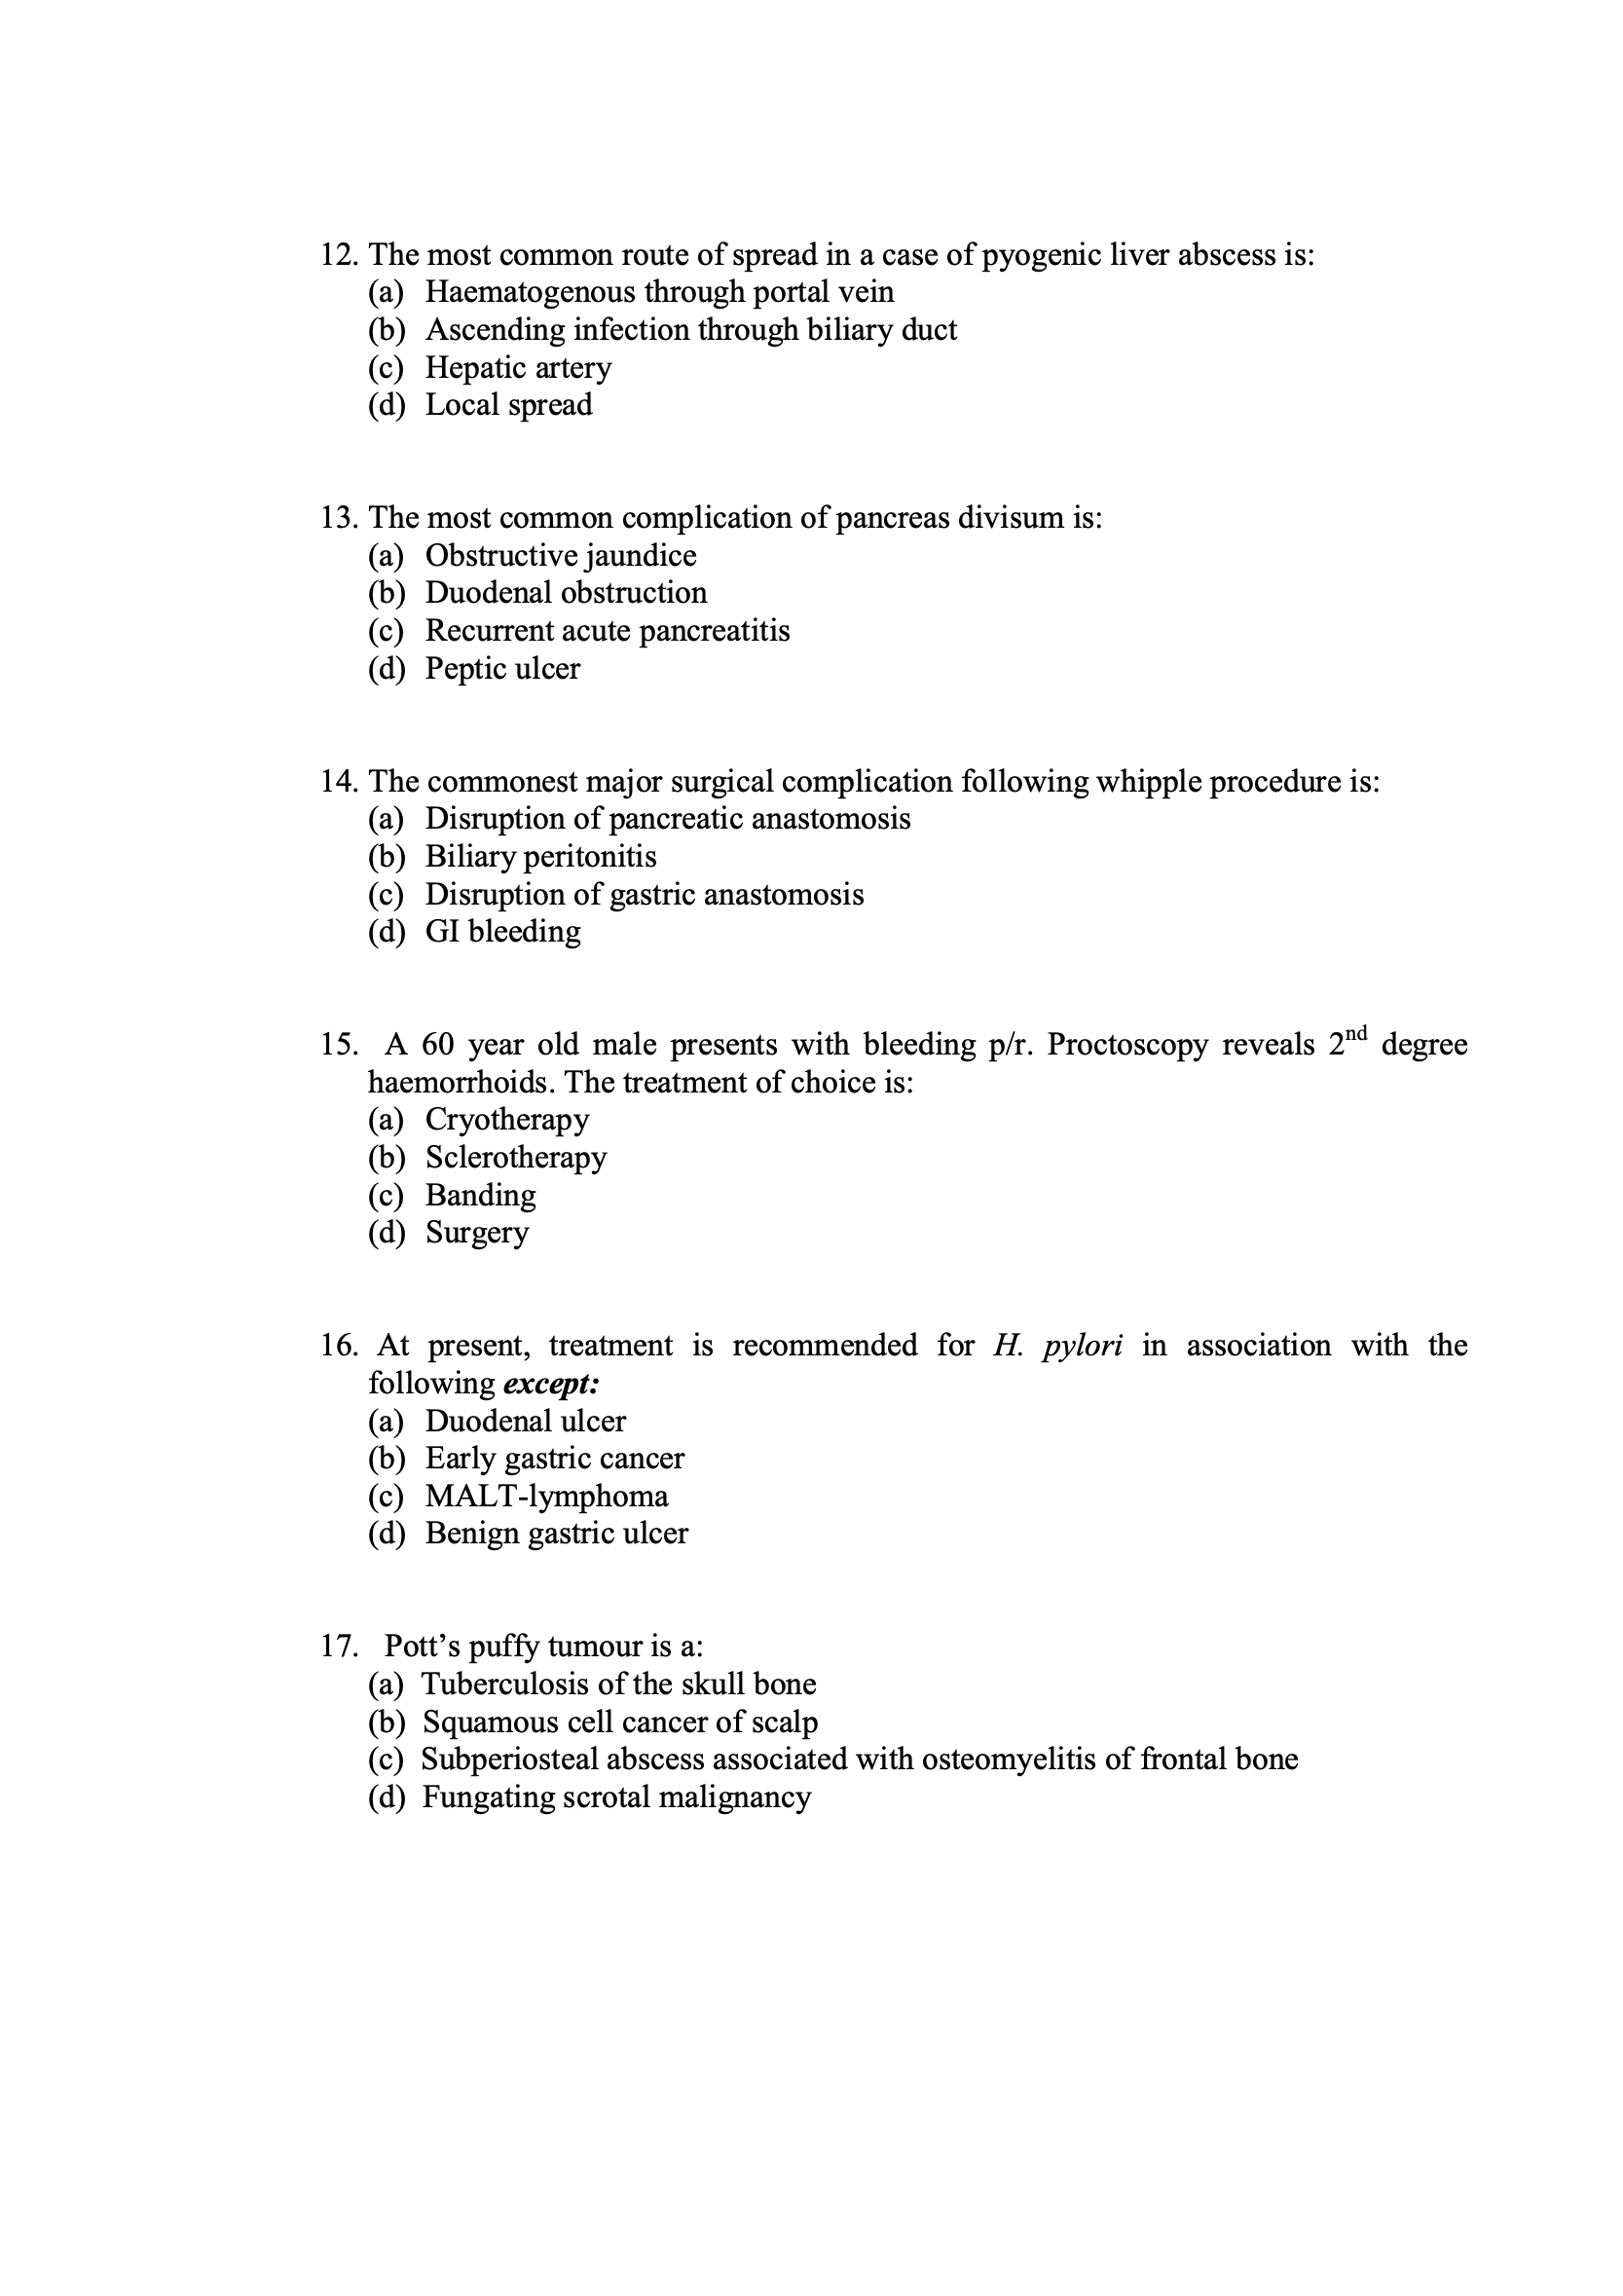 12. The most common route of spread in a case of pyogenic liver abscess is:
(a) Haematogenous through portal vein
(b) Ascending infection through biliary duct
(c) Hepatic artery
(d) Local spread
13. The most common complication of pancreas divisum is:
(a) Obstructive jaundice
(b) Duodenal obstruction
(c) Recurrent acute pancreatitis
(d) Peptic ulcer
14. The commonest major surgical complication following whipple procedure is:
(a) Disruption of pancreatic anastomosis
(b) Biliary peritonitis
(c) Disruption of gastric anastomosis
(d) GI bleeding
15. A 60 year old male presents with bleeding p/r. Proctoscopy reveals 2nd degree
haemorrhoids. The treatment of choice is:
(a) Cryotherapy
(b) Sclerotherapy
(c) Banding
(d) Surgery
16. At present, treatment is recommended for H. pylori in association with the
following except:
(a) Duodenal ulcer
(b) Early gastric cancer
(c) MALT-lymphoma
(d) Benign gastric ulcer
17. Pott’s puffy tumour is a:
(a) Tuberculosis of the skull bone
(b) Squamous cell cancer of scalp
(c) Subperiosteal abscess associated with osteomyelitis of frontal bone
(d) Fungating scrotal malignancy